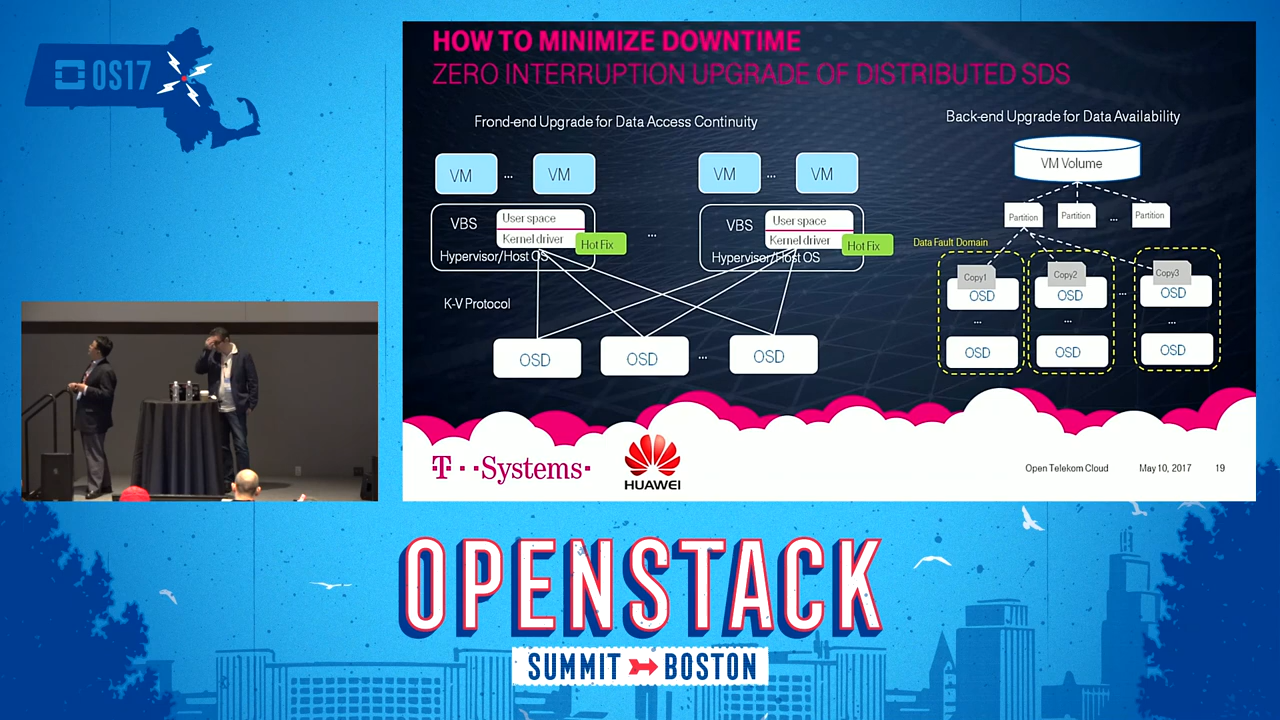 OS17
HOW TO MINIMIZE DOWNTIME
ZERO INTERRUPTION UPGRADE OF DISTRIBUTED SDS
Frond-end Upgrade for Data Access Continuity
VM ... VM
VM ... VM
VBS
User space
Kernel driver
Hot Fix
Hypervisor/Host OS
...
VBS
User space
Kernel driver
Hot Fix
Hypervisor/Host OS
K-V Protocol
OSD
OSD
...
OSD
Back-end Upgrade for Data Availability
VM Volume
Partition
Partition
...
Partition
Data Fault Domain
Copy1
OSD
...
OSD
Copy2
OSD
...
OSD
...
Copy3
OSD
...
OSD
T··Systems·
HUAWEI
Open Telekom Cloud
May 10, 2017
19
OPENSTACK
SUMMIT BOSTON